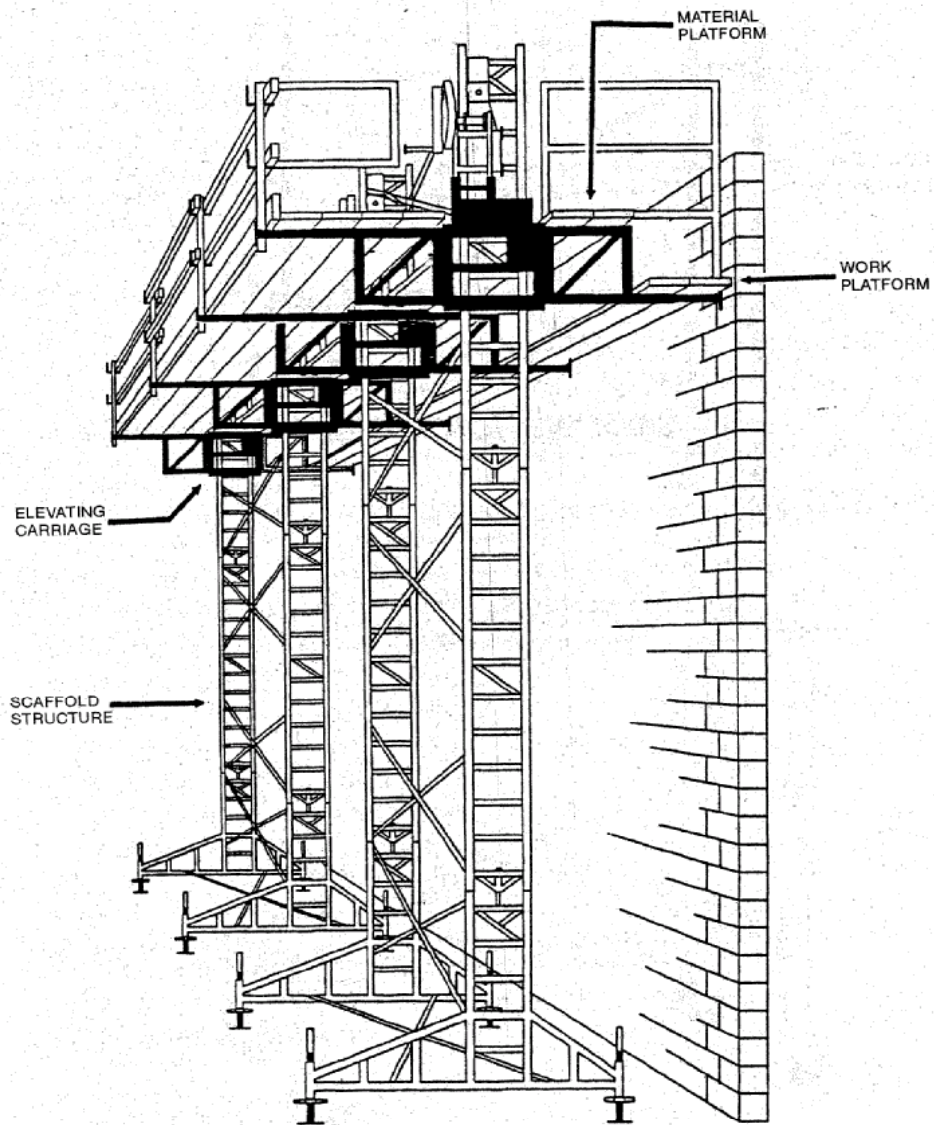 MATERIAL
PLATFORM
WORK
PLATFORM
ELEVATING
CARRIAGE
SCAFFOLD
STRUCTURE